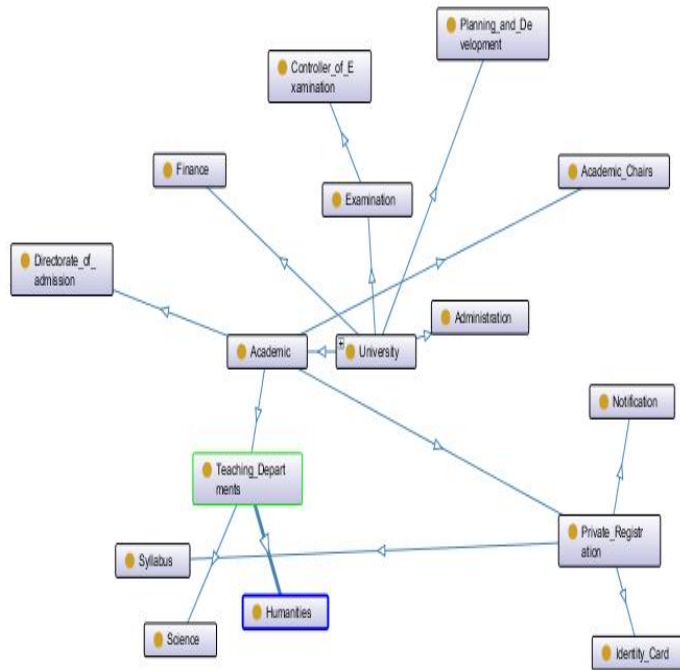 Planning_and_De
velopment
Controller_of_E
xamination
Finance
Examination
Academic_Chairs
Directorate_of_
admission
Administration
Academic
University
Notification
Teaching_Depart
ments
Private_Registr
ation
Syllabus
Humanities
Science
Identity_Card